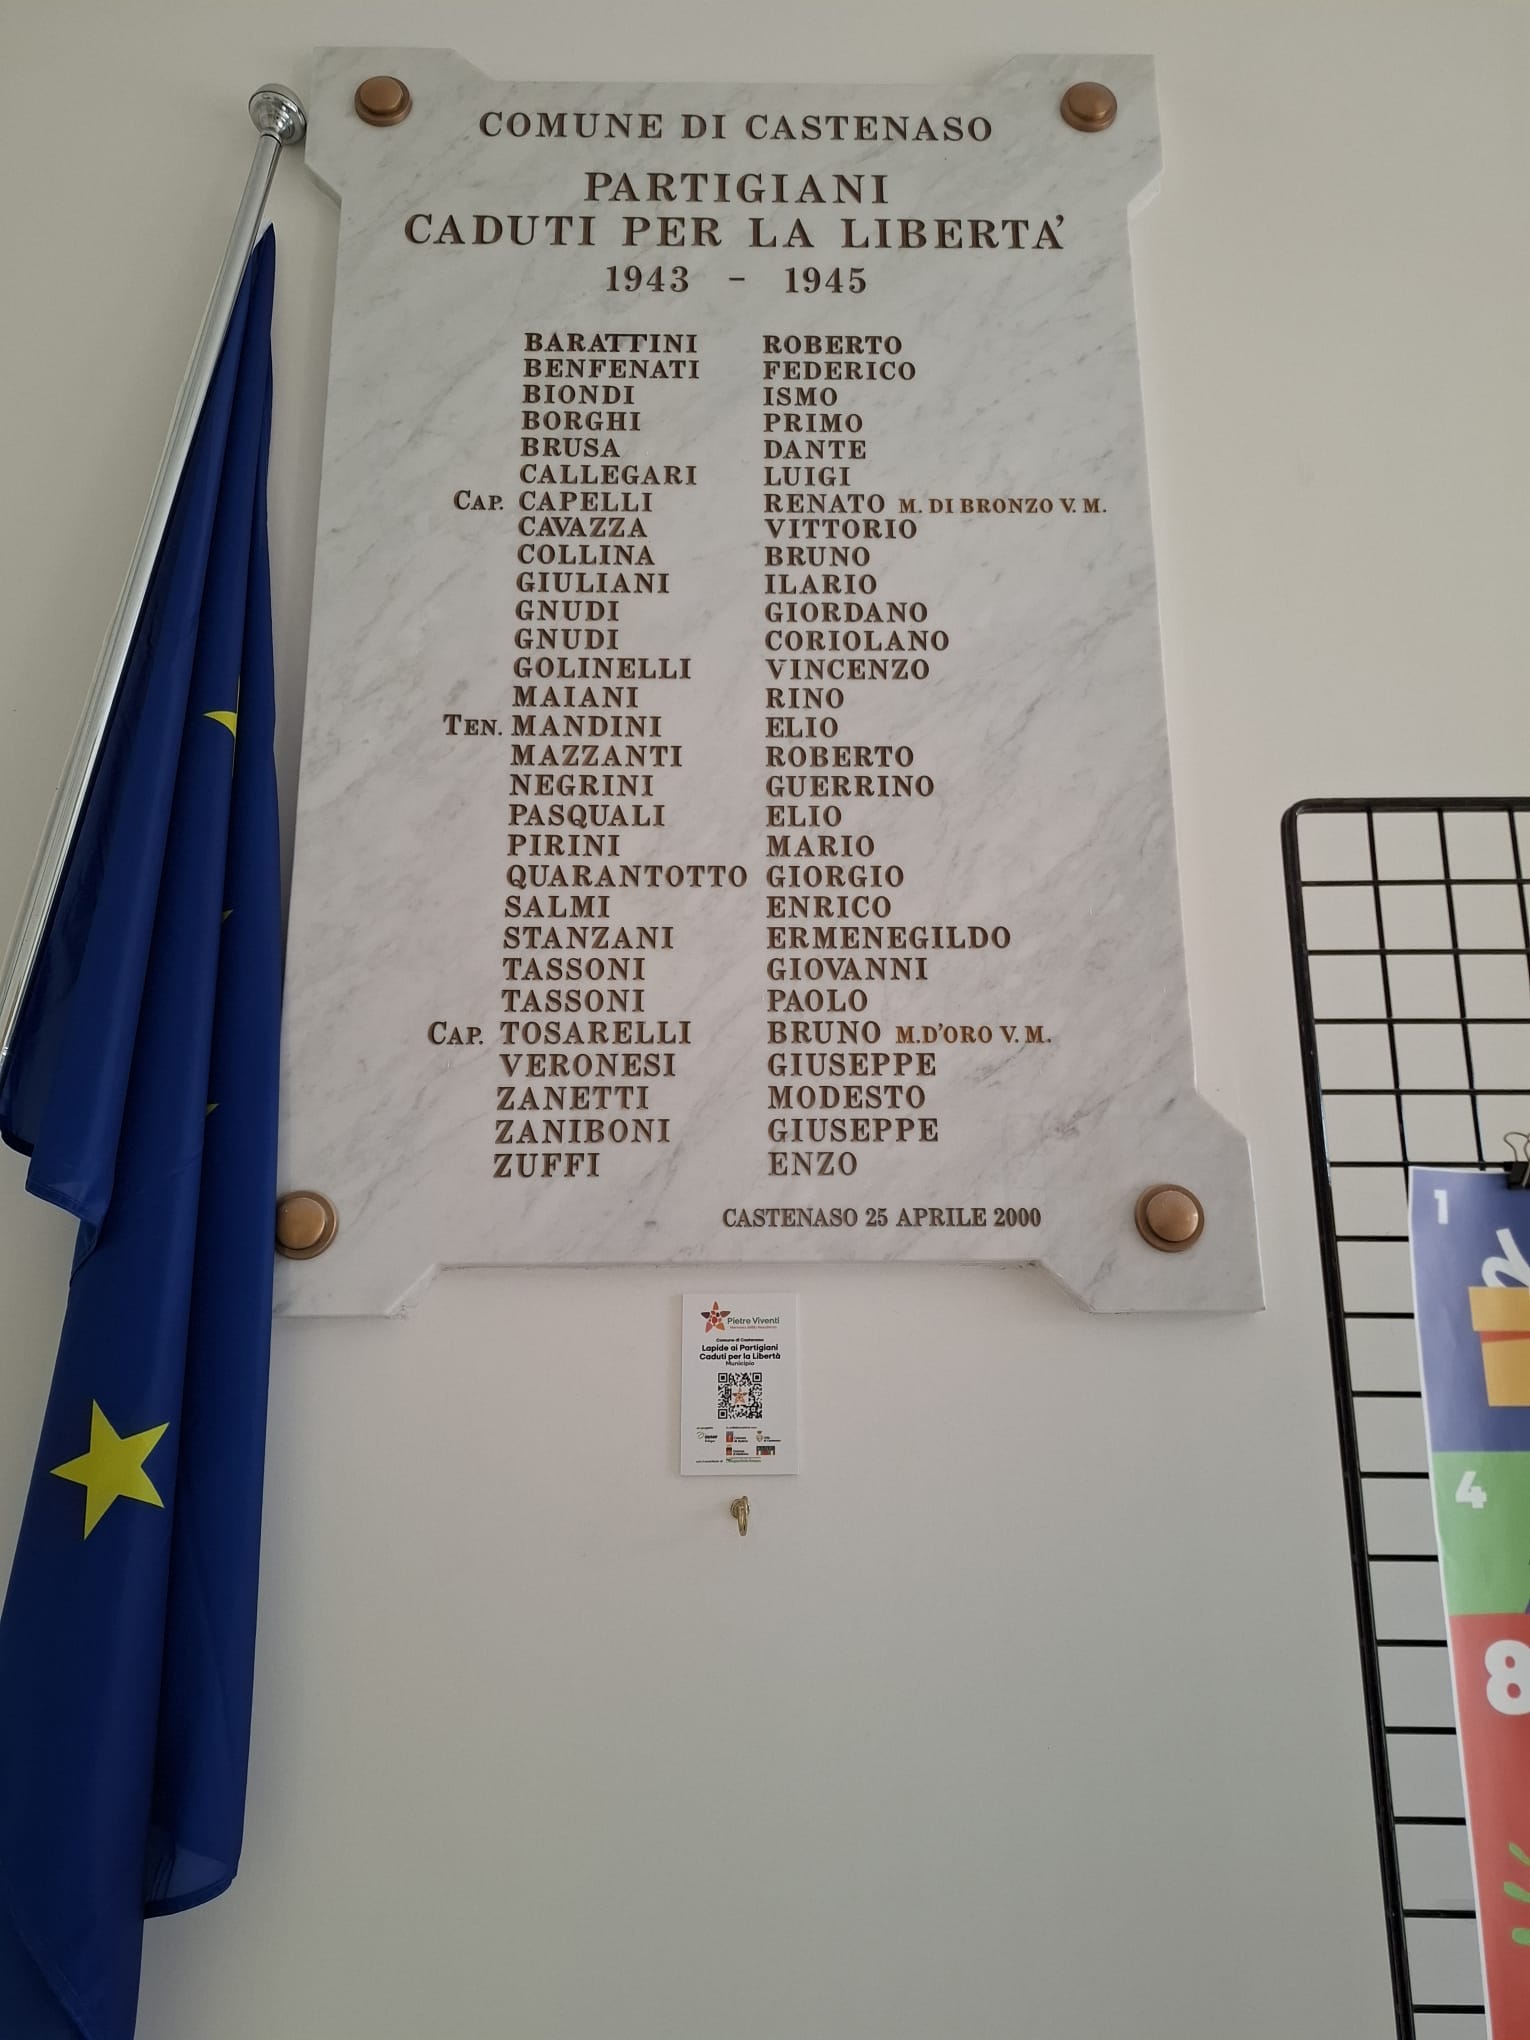 COMUNE DI CASTENASO
PARTIGIANI
CADUTI PER LA LIBERTA'
1943 - 1945
BARATTINI ROBERTO
BENFENATI FEDERICO
BIONDI ISMO
BORGHI PRIMO
BRUSA DANTE
CALLEGARI LUIGI
CAP. CAPELLI RENATO M. DI BRONZO V. M.
CAVAZZA VITTORIO
COLLINA BRUNO
GIULIANI ILARIO
GNUDI GIORDANO
GNUDI CORIOLANO
GOLINELLI VINCENZO
MAIANI RINO
TEN. MANDINI ELIO
MAZZANTI ROBERTO
NEGRINI GUERRINO
PASQUALI ELIO
PIRINI MARIO
QUARANTOTTO GIORGIO
SALMI ENRICO
STANZANI ERMENEGILDO
TASSONI GIOVANNI
TASSONI PAOLO
CAP. TOSARELLI BRUNO M.D'ORO V. M.
VERONESI GIUSEPPE
ZANETTI MODESTO
ZANIBONI GIUSEPPE
ZUFFI ENZO
CASTENASO 25 APRILE 2000
Pietre Viventi
Comune di Castenaso
Lapide ai Partigiani
Caduti per la Libertà
Municipio
1
4
8